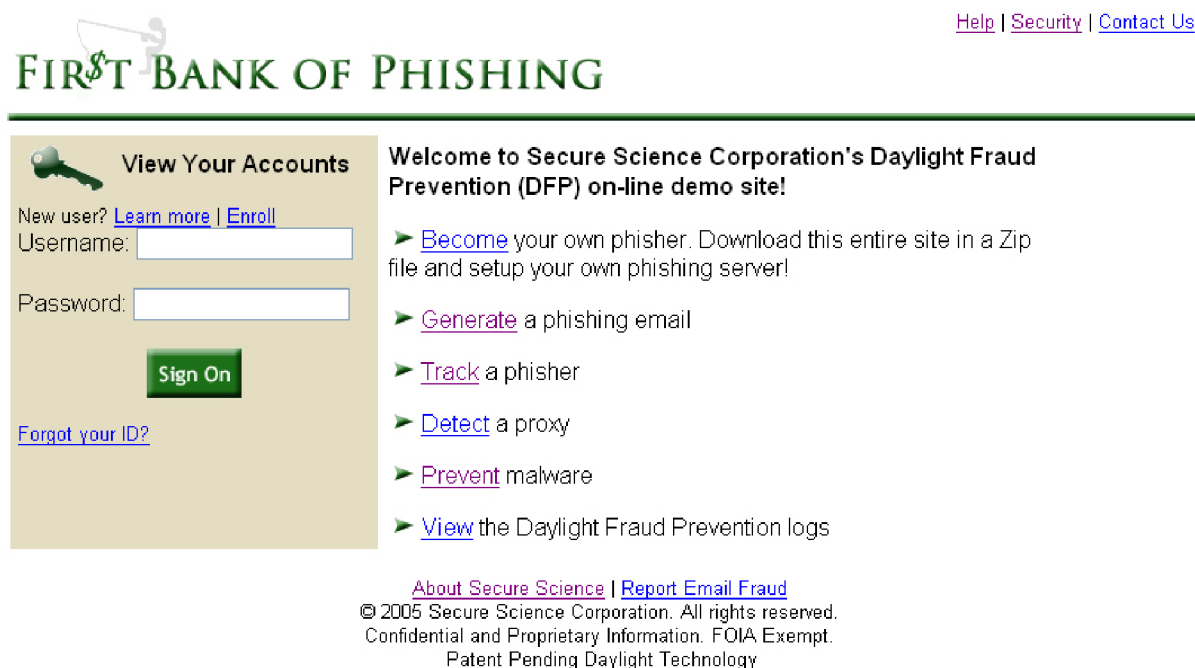 Help | Security | Contact Us
FIR$T BANK OF PHISHING
View Your Accounts
New user? Learn more | Enroll
Username:
Password:
Sign On
Forgot your ID?
Welcome to Secure Science Corporation's Daylight Fraud
Prevention (DFP) on-line demo site!
Become your own phisher. Download this entire site in a Zip
file and setup your own phishing server!
Generate a phishing email
Track a phisher
Detect a proxy
Prevent malware
View the Daylight Fraud Prevention logs
About Secure Science | Report Email Fraud
© 2005 Secure Science Corporation. All rights reserved.
Confidential and Proprietary Information. FOIA Exempt.
Patent Pending Daylight Technology